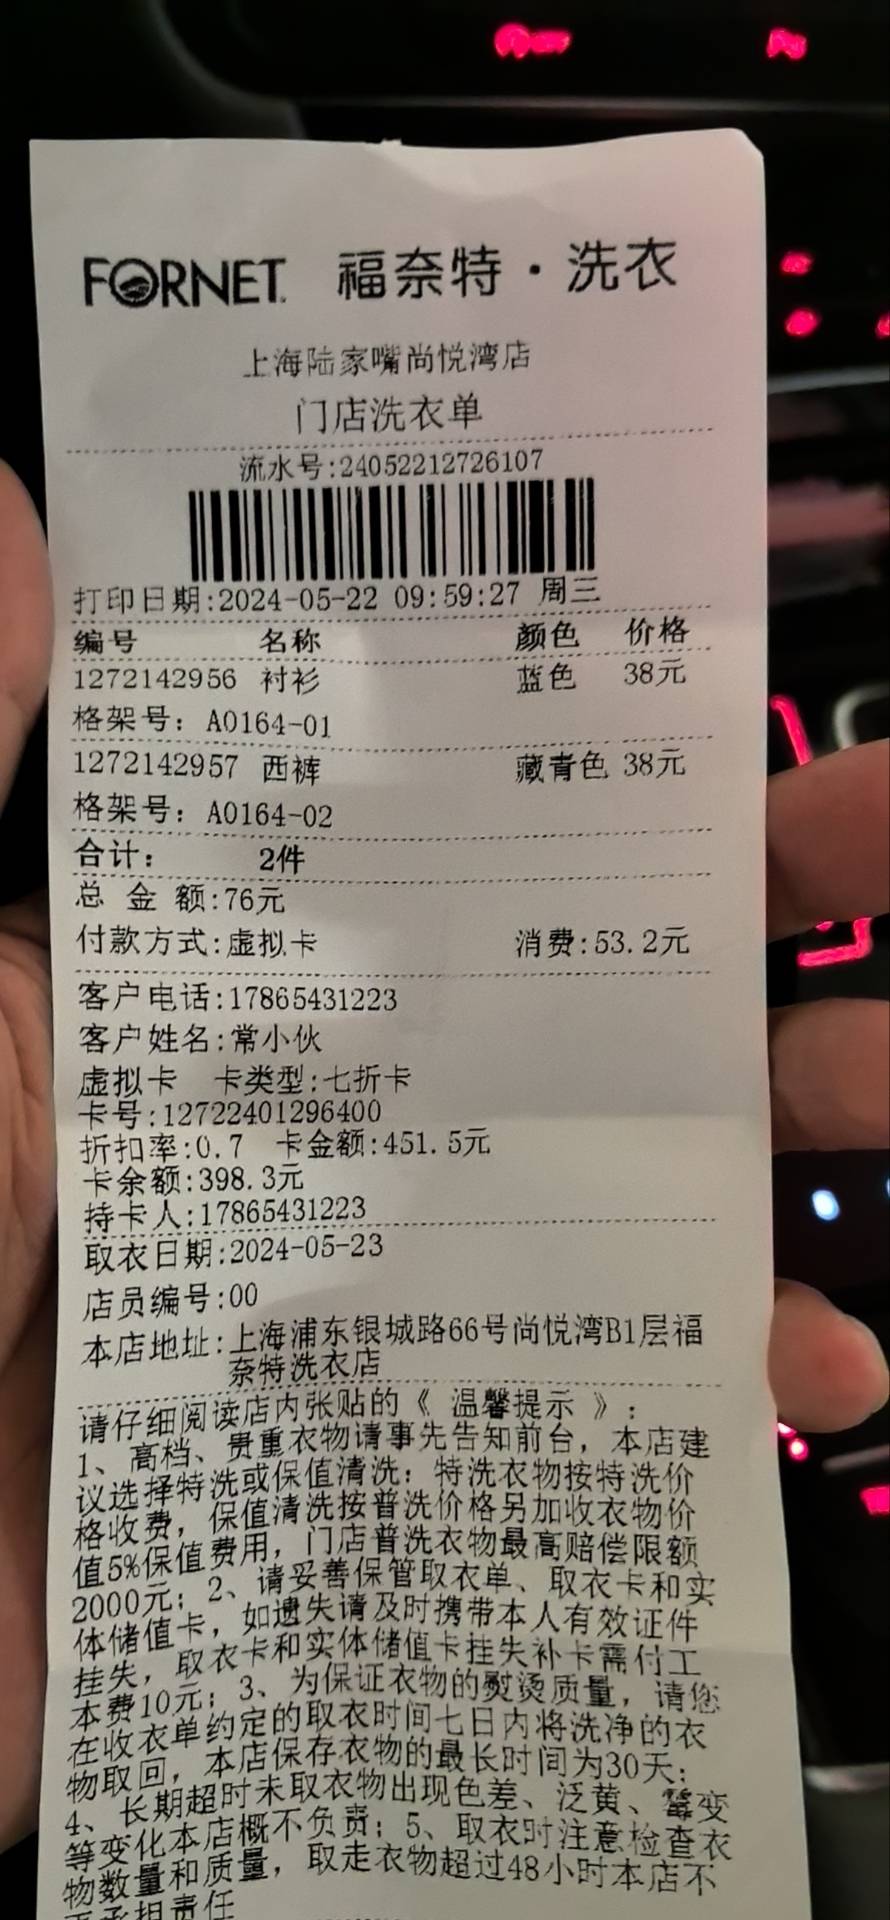 FORNET 福奈特·洗衣
上海陆家嘴尚悦湾店
门店洗衣单
流水号:24052212726107
打印日期:2024-05-22 09:59:27 周三
编号 名称 颜色 价格
1272142956 衬衫 蓝色 38元
格架号: A0164-01
1272142957 西裤 藏青色 38元
格架号: A0164-02
合计: 2件
总 金 额:76元
付款方式:虚拟卡 消费:53.2元
客户电话:17865431223
客户姓名:常小伙
虚拟卡 卡类型:七折卡
卡号:12722401296400
折扣率:0.7 卡金额:451.5元
卡余额:398.3元
持卡人:17865431223
取衣日期:2024-05-23
店员编号:00
本店地址:上海浦东银城路66号尚悦湾B1层福
奈特洗衣店
请仔细阅读店内张贴的《 温馨提示 》:
1、高档、贵重衣物请事先告知前台，本店建
议选择特洗或保值清洗；特洗衣物按特洗价
格收费，保值清洗按普洗价格另加收衣物价
值5%保值费用，门店普洗衣物最高赔偿限额
2000元；2、请妥善保管取衣单、取衣卡和实
体储值卡，如遗失请及时携带本人有效证件
挂失，取衣卡和实体储值卡挂失补卡需付工
本费10元；3、为保证衣物的熨烫质量，请您
在收衣单约定的取衣时间七日内将洗净的衣
物取回，本店保存衣物的最长时间为30天；
4、长期超时未取衣物出现色差、泛黄、霉变
等变化本店概不负责；5、取衣时注意检查衣
物数量和质量，取走衣物超过48小时本店不
再承担责任